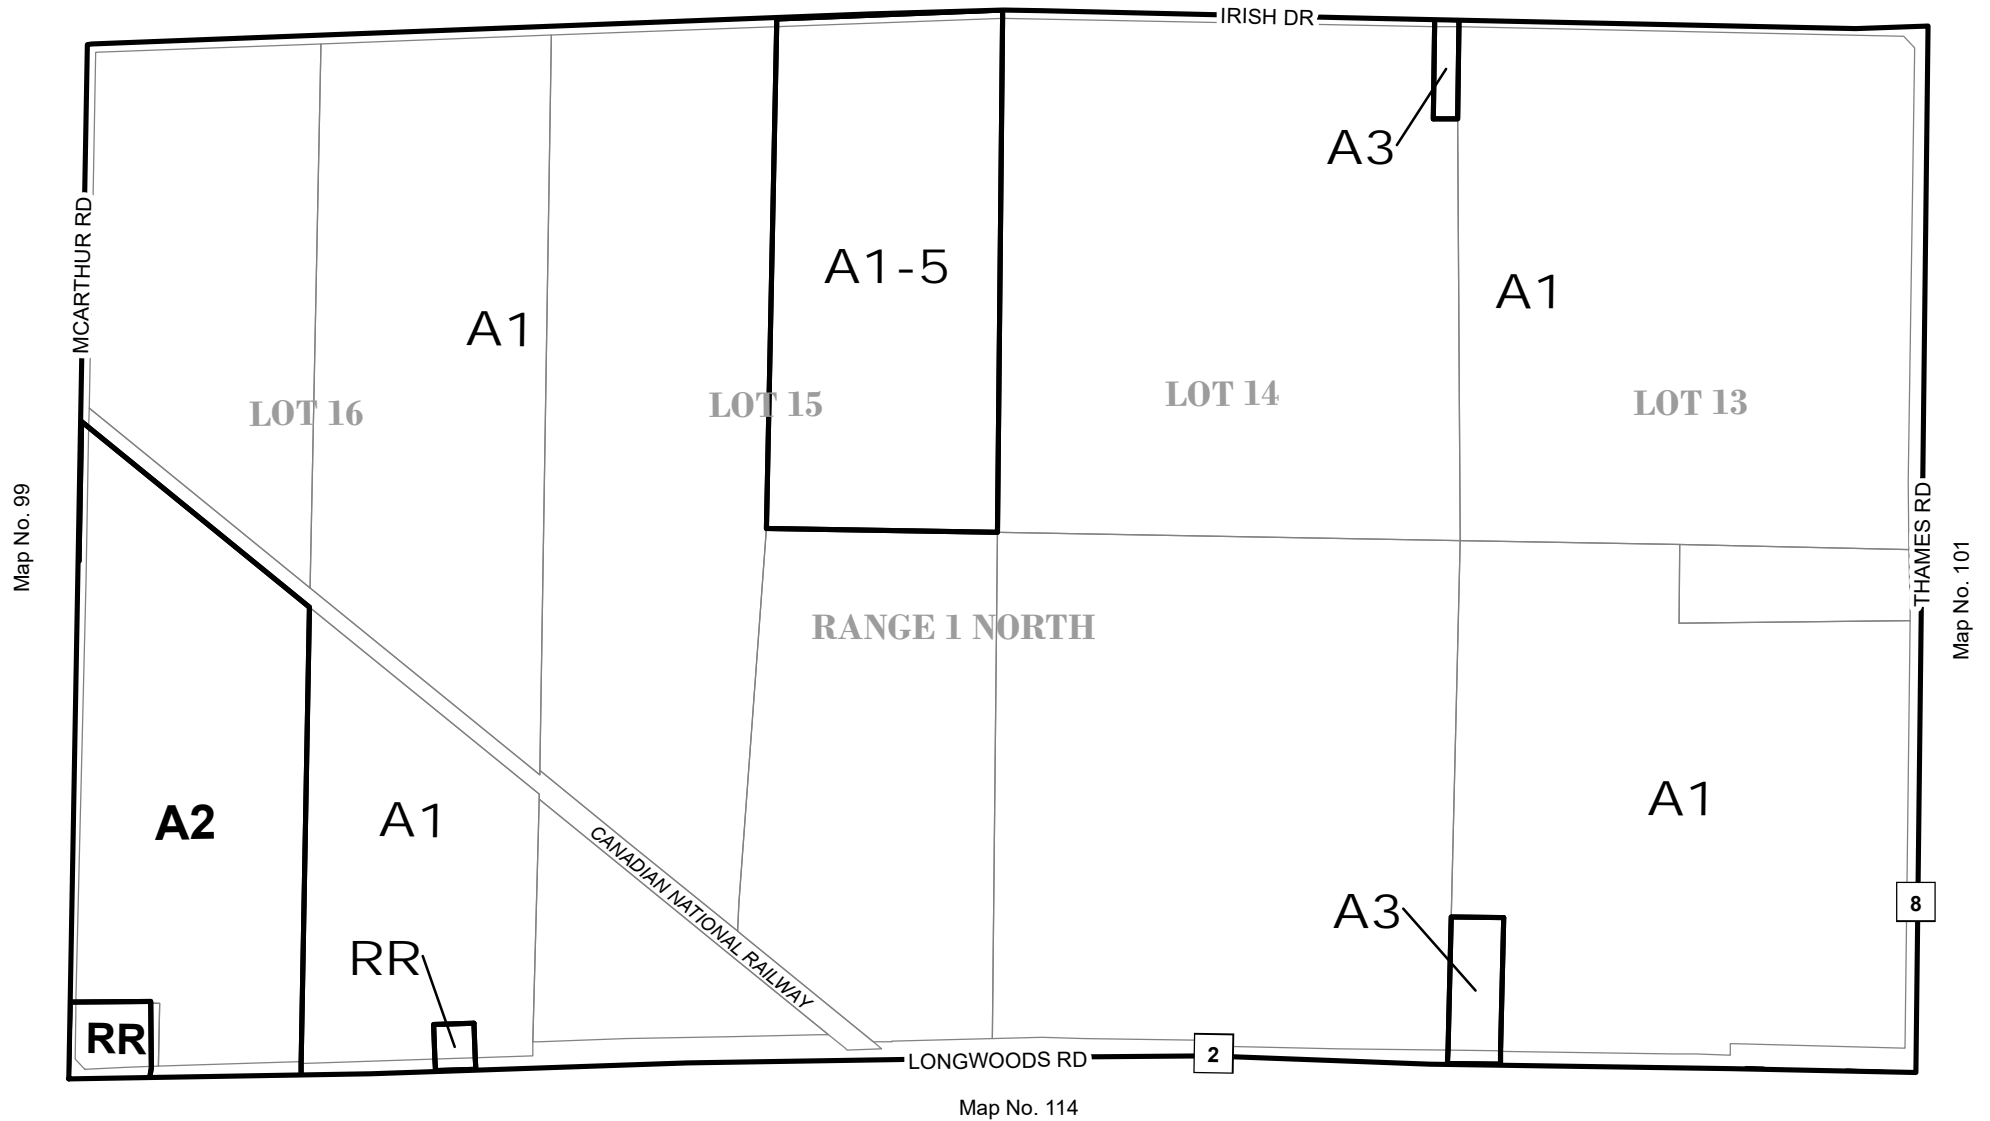 IRISH DR
A3
MCARTHUR RD
A1-5
A1
A1
LOT 16
LOT 15
LOT 14
LOT 13
Map No. 99
THAMES RD
Map No. 101
RANGE 1 NORTH
A2
A1
A1
CANADIAN NATIONAL RAILWAY
A3
8
RR
RR
LONGWOODS RD
2
Map No. 114